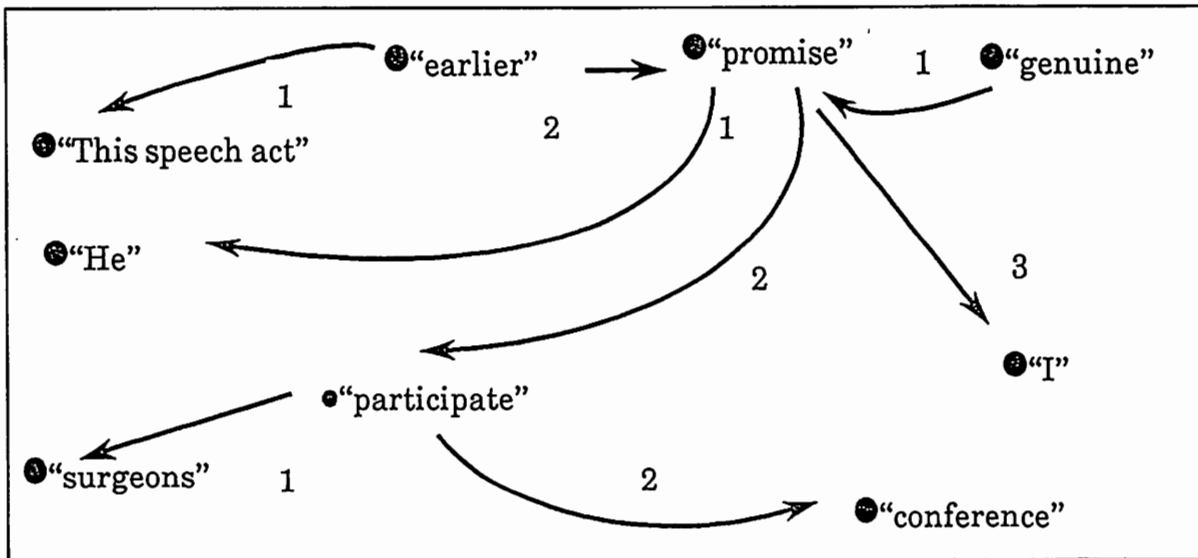 “earlier” “promise” 1 “genuine”
1
2 1
“This speech act”
“He”
2 3
“I”
“participate”
“surgeons” 1 2
“conference”